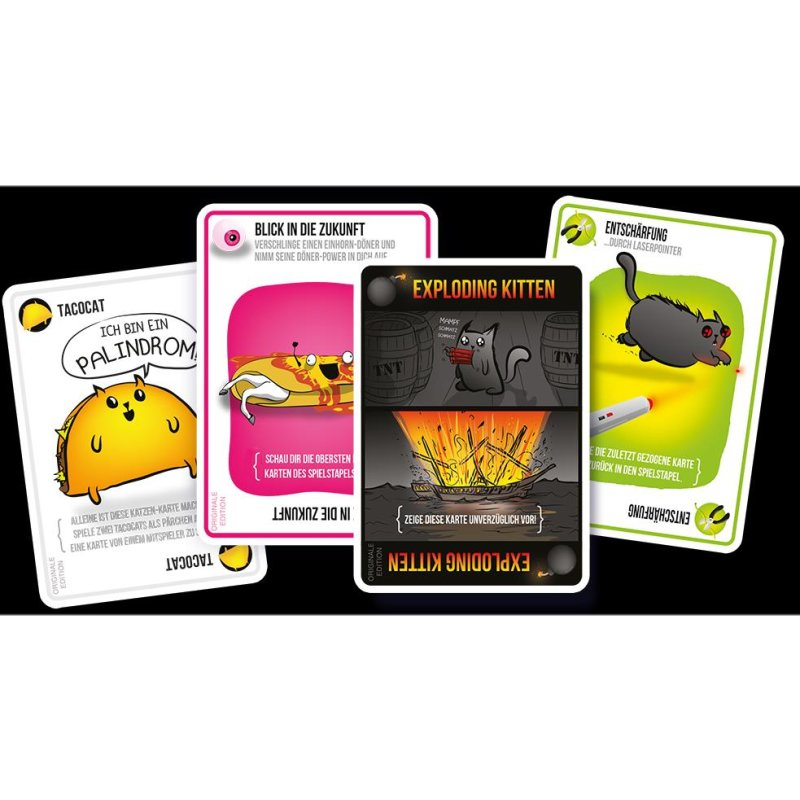 TACOCAT
ICH BIN EIN
PALINDROM!
ALLEINE IST DIESE KATZEN-KARTE
SPIELE ZWEI TACOCATS ALS PÄRCHEN
EINE KARTE VON EINEM MITSPIELER ZU
ORIGINALE
EDITION
TACOCAT
BLICK IN DIE ZUKUNFT
VERSCHLINGE EINEN EINHORN-DÖNER UND
NIMM SEINE DÖNER-POWER IN DICH AUF
SCHAU DIR DIE OBERSTEN
KARTEN DES SPIELSTAPELS
ORIGINALE
EDITION
IN DIE ZUKUNFT
EXPLODING KITTEN
MAMPF
SCHMATZ
SCHMATZ
TNT
TNT
ZEIGE DIESE KARTE UNVERZÜGLICH VOR!
ORIGINALE
EDITION
EXPLODING KITTEN
ENTSCHÄRFUNG
...DURCH LASERPOINTER
DIE ZULETZT GEZOGENE KARTE
ZURÜCK IN DEN SPIELSTAPEL.
ENTSCHÄRFUNG